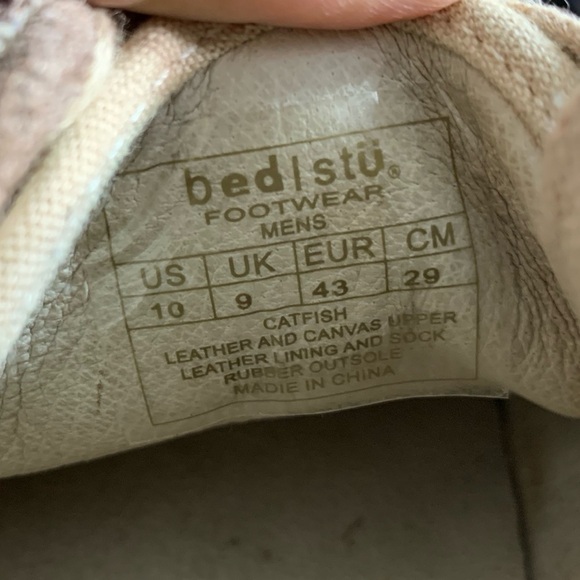 bed|stü®
FOOTWEAR
MENS
US UK EUR CM
10 9 43 29
CATFISH
LEATHER AND CANVAS UPPER
LEATHER LINING AND SOCK
RUBBER OUTSOLE
MADE IN CHINA